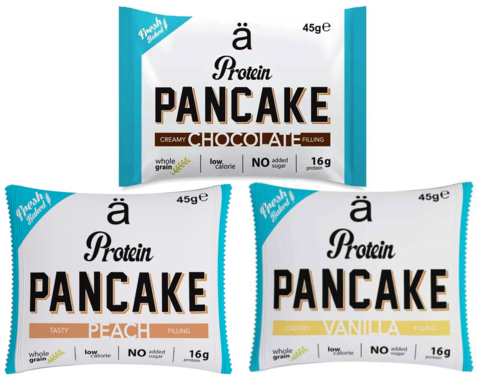 Fresh
Baked
45g℮
ä
Protein
PANCAKE
CREAMY CHOCOLATE FILLING
whole grain | low calorie | NO added sugar | 16g protein
Fresh
Baked
45g℮
ä
Protein
PANCAKE
TASTY PEACH FILLING
whole grain | low calorie | NO added sugar | 16g protein
Fresh
Baked
45g℮
ä
Protein
PANCAKE
CREAMY VANILLA FILLING
whole grain | low calorie | NO added sugar | 16g protein